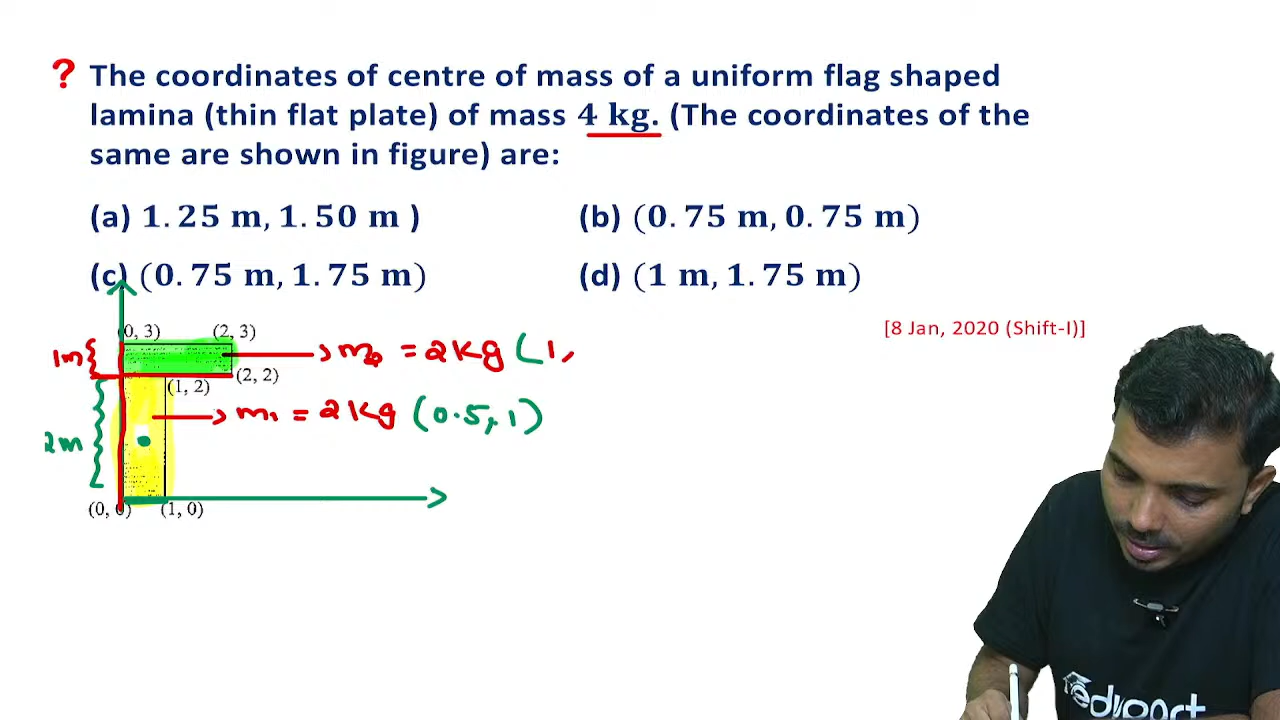 ? The coordinates of centre of mass of a uniform flag shaped
lamina (thin flat plate) of mass 4 kg. (The coordinates of the
same are shown in figure) are:
(a) 1.25 m, 1.50 m )
(b) (0.75 m, 0.75 m)
(c) (0.75 m, 1.75 m)
(d) (1 m, 1.75 m)
[8 Jan, 2020 (Shift-I)]
(0, 3) (2, 3)
1m
m₂ = 2kg (1,
(2, 2)
(1, 2)
m₁ = 2kg (0.5, 1)
2m
(0, 0) (1, 0)
eduport